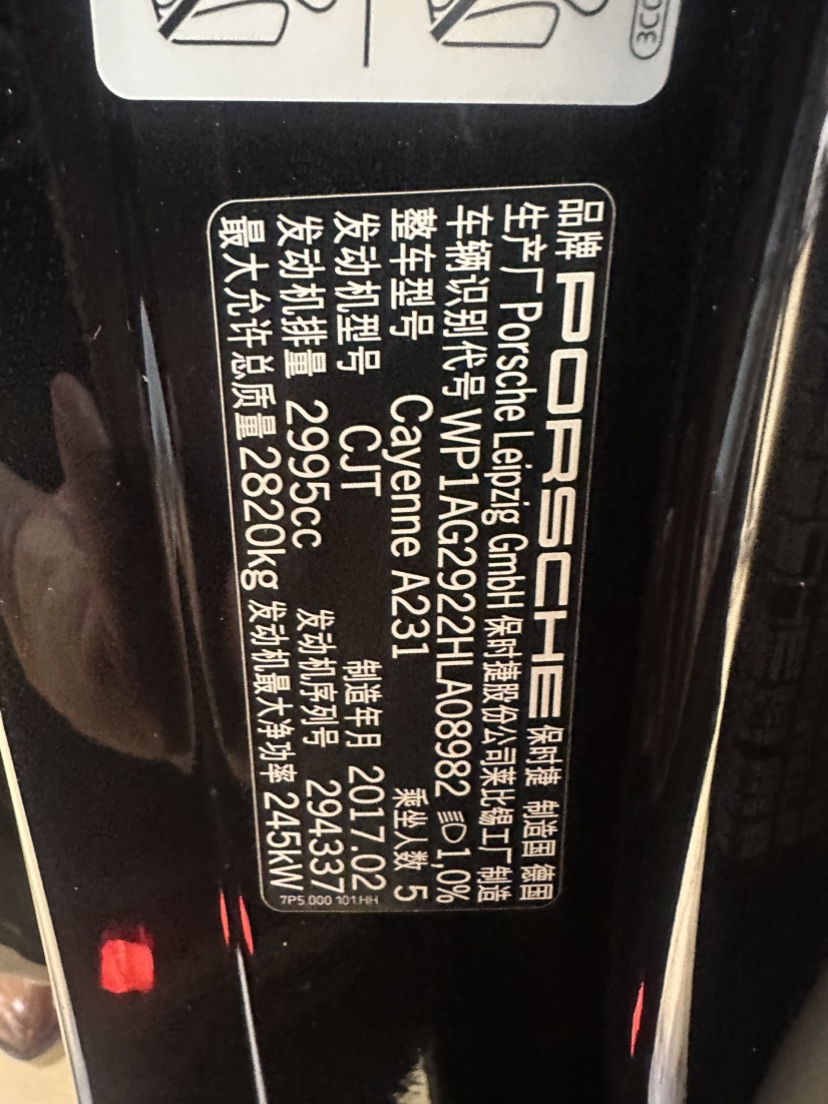 3CC
品牌 PORSCHE 保时捷 制造国 德国
生产厂 Porsche Leipzig GmbH 保时捷股份公司莱比锡工厂制造
车辆识别代号 WP1AG2922HLA08982 1,0%
整车型号 Cayenne A231 乘坐人数 5
发动机型号 CJT 制造年月 2017.02
发动机排量 2995cc 发动机序列号 294337
最大允许总质量 2820kg 发动机最大净功率 245kW
7P5.000 101.HH